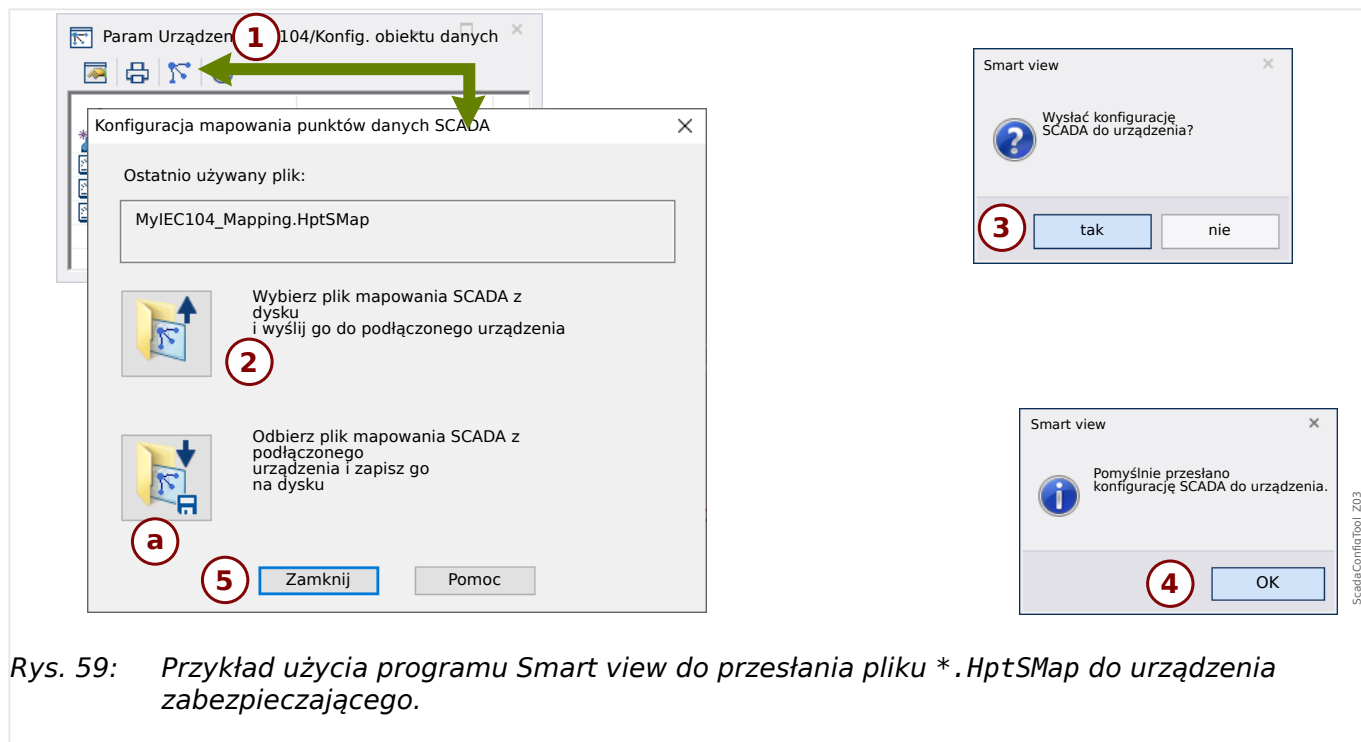 Param Urządzen 1 104/Konfig. obiektu danych
Konfiguracja mapowania punktów danych SCADA
Ostatnio używany plik:
MyIEC104_Mapping.HptSMap
Wybierz plik mapowania SCADA z
dysku
i wyślij go do podłączonego urządzenia
2
Odbierz plik mapowania SCADA z
podłączonego
urządzenia i zapisz go
na dysku
a
5 Zamknij Pomoc
Smart view
Wysłać konfigurację
SCADA do urządzenia?
3 tak nie
Smart view
Pomyślnie przesłano
konfigurację SCADA do urządzenia.
4 OK
ScadaConfigTool_Z03
Rys. 59: Przykład użycia programu Smart view do przesłania pliku *.HptSMap do urządzenia
zabezpieczającego.